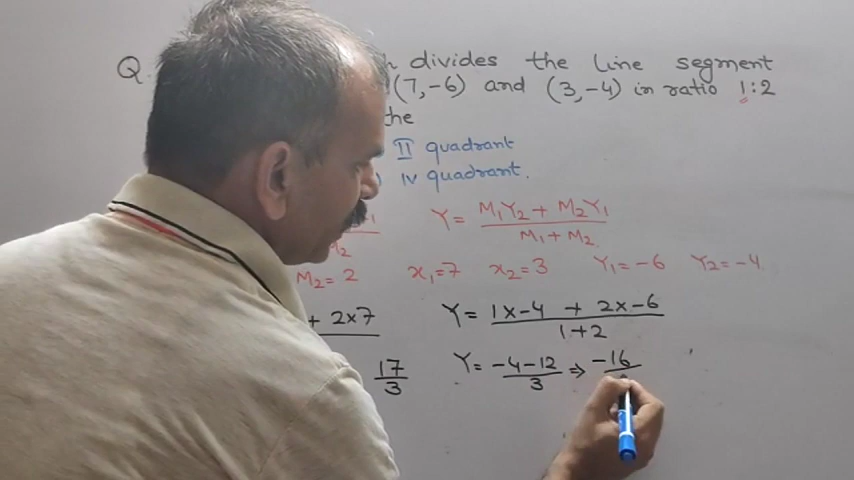 Q. divides the line segment
(7,-6) and (3,-4) in ratio 1:2
the
II quadrant
) IV quadrant.
Y = M₁Y₂ + M₂Y₁ / M₁ + M₂
M₂ = 2 x₁=7 x₂=3 Y₁=-6 Y₂=-4
+ 2x7 Y = 1x-4 + 2x-6 / 1+2
17/3 Y = -4-12 / 3 ⇒ -16